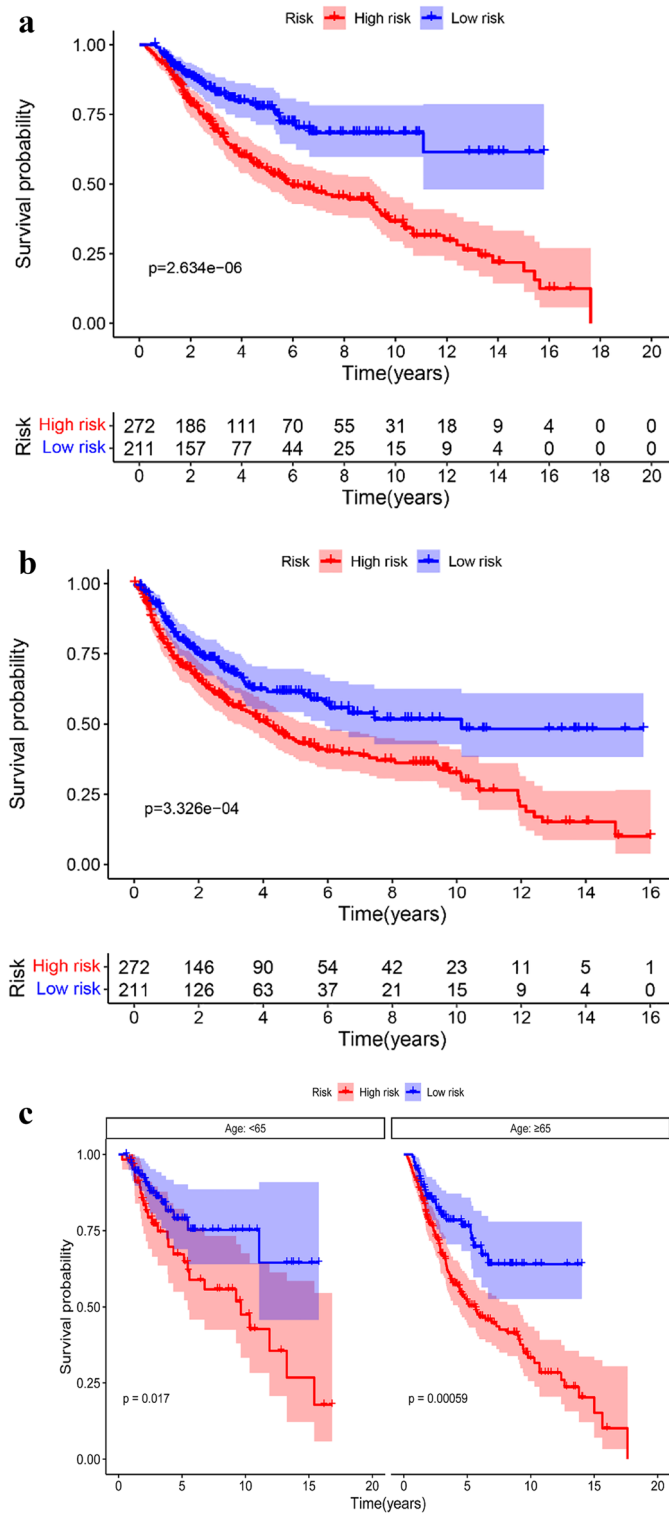 a
Risk High risk Low risk
Survival probability
1.00
0.75
0.50
0.25
0.00
p=2.634e−06
0 2 4 6 8 10 12 14 16 18 20
Time(years)
Risk
High risk 272 186 111 70 55 31 18 9 4 0 0
Low risk 211 157 77 44 25 15 9 4 0 0 0
0 2 4 6 8 10 12 14 16 18 20
Time(years)
b
Risk High risk Low risk
Survival probability
1.00
0.75
0.50
0.25
0.00
p=3.326e−04
0 2 4 6 8 10 12 14 16
Time(years)
Risk
High risk 272 146 90 54 42 23 11 5 1
Low risk 211 126 63 37 21 15 9 4 0
0 2 4 6 8 10 12 14 16
Time(years)
c
Risk High risk Low risk
Age: <65 Age: ≥65
Survival probability
1.00
0.75
0.50
0.25
0.00
p = 0.017 p = 0.00059
0 5 10 15 20 0 5 10 15 20
Time(years)